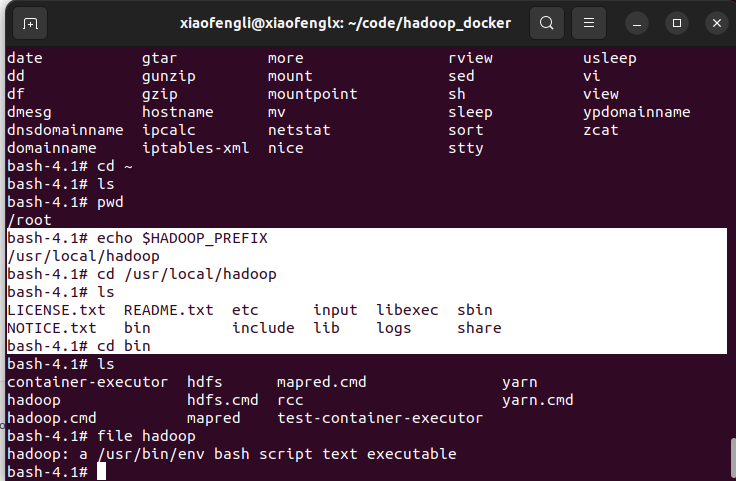 xiaofengli@xiaofenglx: ~/code/hadoop_docker
date gtar more rview usleep
dd gunzip mount sed vi
df gzip mountpoint sh view
dmesg hostname mv sleep ypdomainname
dnsdomainname ipcalc netstat sort zcat
domainname iptables-xml nice stty
bash-4.1# cd ~
bash-4.1# ls
bash-4.1# pwd
/root
bash-4.1# echo $HADOOP_PREFIX
/usr/local/hadoop
bash-4.1# cd /usr/local/hadoop
bash-4.1# ls
LICENSE.txt README.txt etc input libexec sbin
NOTICE.txt bin include lib logs share
bash-4.1# cd bin
bash-4.1# ls
container-executor hdfs mapred.cmd yarn
hadoop hdfs.cmd rcc yarn.cmd
hadoop.cmd mapred test-container-executor
bash-4.1# file hadoop
hadoop: a /usr/bin/env bash script text executable
bash-4.1#